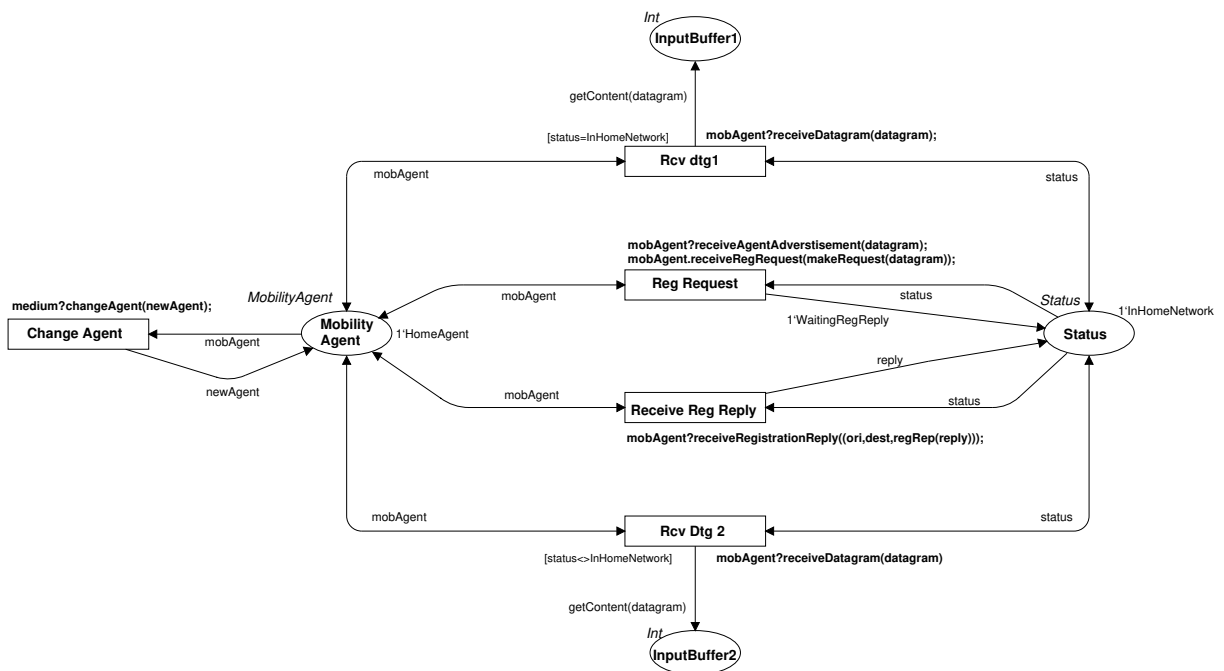 Int
InputBuffer1
getContent(datagram)
[status=InHomeNetwork]
mobAgent?receiveDatagram(datagram);
Rcv dtg1
mobAgent
status
mobAgent?receiveAgentAdverstisement(datagram);
mobAgent.receiveRegRequest(makeRequest(datagram));
Reg Request
mobAgent
status
1‘WaitingRegReply
MobilityAgent
Mobility
Agent
1‘HomeAgent
medium?changeAgent(newAgent);
Change Agent
mobAgent
newAgent
Status
Status
1‘InHomeNetwork
reply
mobAgent
Receive Reg Reply
status
mobAgent?receiveRegistrationReply((ori,dest,regRep(reply)));
mobAgent
Rcv Dtg 2
status
[status<>InHomeNetwork]
mobAgent?receiveDatagram(datagram)
getContent(datagram)
Int
InputBuffer2